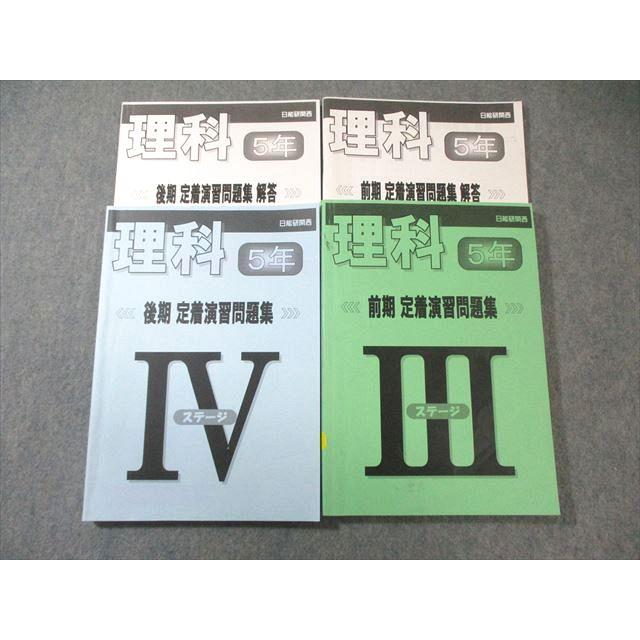 日能研関西
理科 5年
<<< 後期 定着演習問題集 解答 >>>
日能研関西
理科 5年
<<< 前期 定着演習問題集 解答 >>>
日能研関西
理科 5年
<<< 後期 定着演習問題集 >>>
IV
ステージ
日能研関西
理科 5年
<<< 前期 定着演習問題集 >>>
III
ステージ